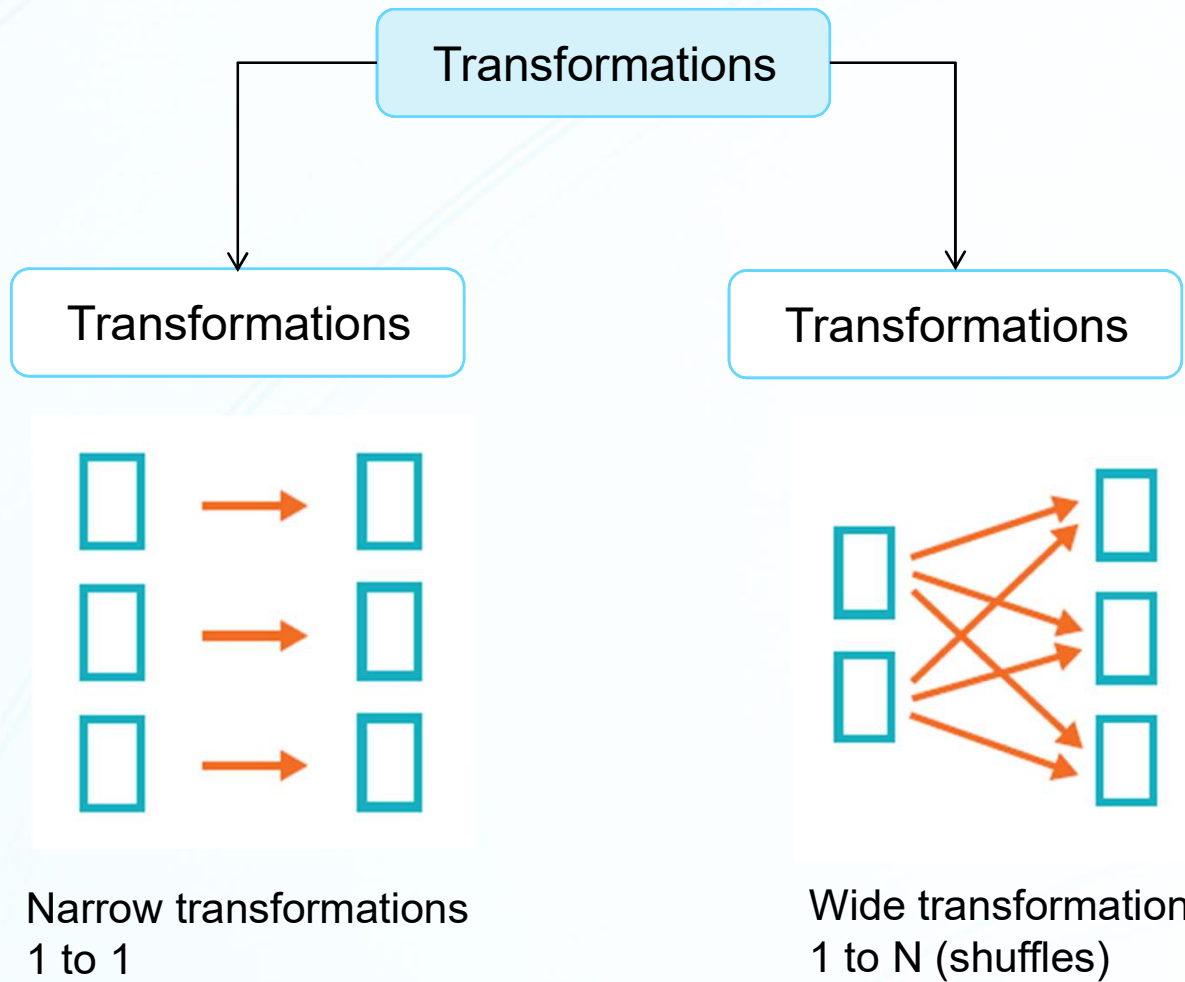 Transformations
Transformations
Transformations
Narrow transformations
1 to 1
Wide transformation
1 to N (shuffles)